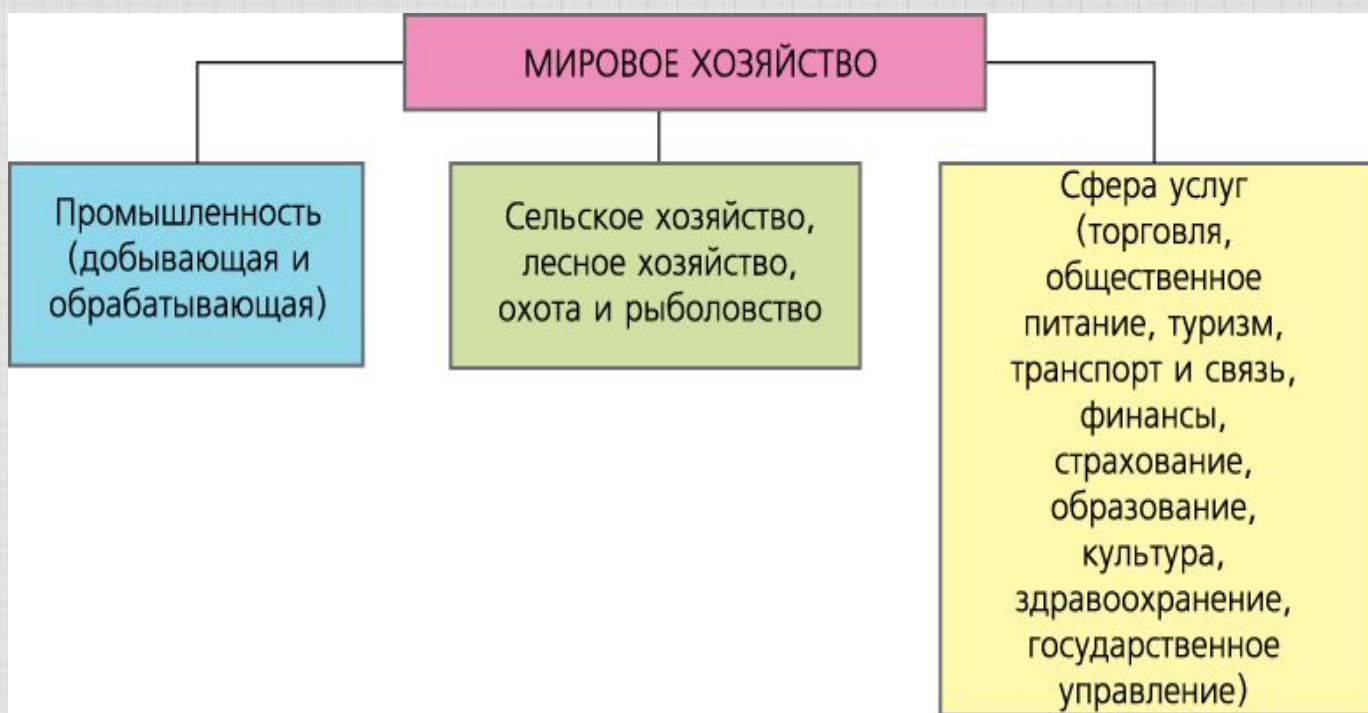 МИРОВОЕ ХОЗЯЙСТВО
Промышленность
(добывающая и
обрабатывающая)
Сельское хозяйство,
лесное хозяйство,
охота и рыболовство
Сфера услуг
(торговля,
общественное
питание, туризм,
транспорт и связь,
финансы,
страхование,
образование,
культура,
здравоохранение,
государственное
управление)